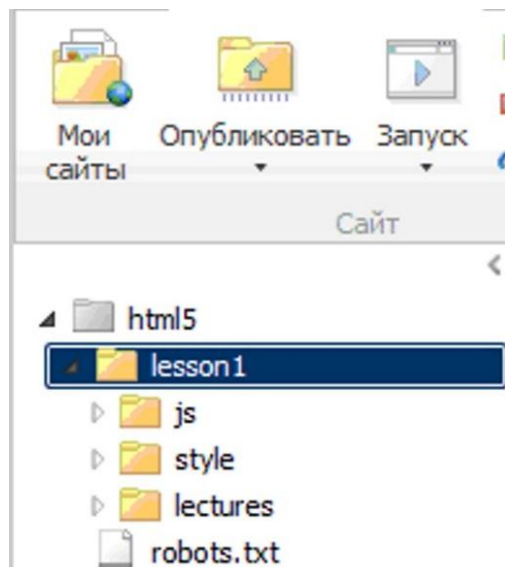 Мои сайты
Опубликовать
Запуск
Сайт
html5
lesson1
js
style
lectures
robots.txt